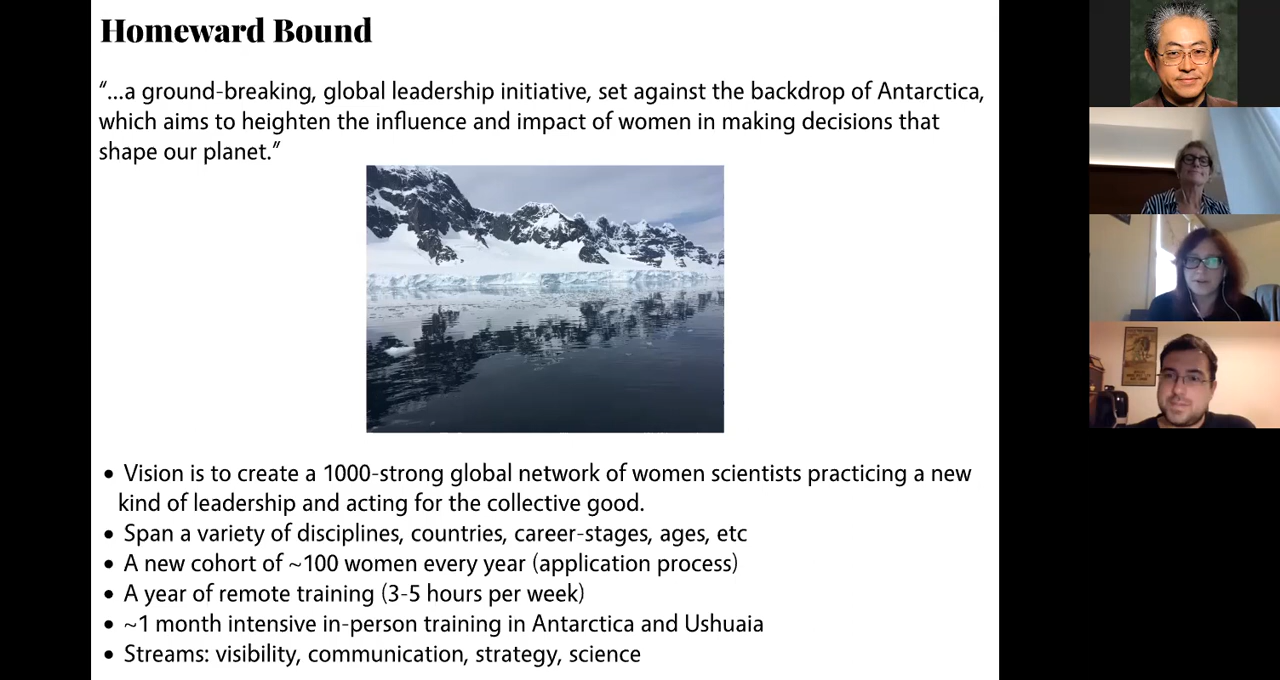 Homeward Bound
“...a ground-breaking, global leadership initiative, set against the backdrop of Antarctica,
which aims to heighten the influence and impact of women in making decisions that
shape our planet.”
• Vision is to create a 1000-strong global network of women scientists practicing a new
kind of leadership and acting for the collective good.
• Span a variety of disciplines, countries, career-stages, ages, etc
• A new cohort of ~100 women every year (application process)
• A year of remote training (3-5 hours per week)
• ~1 month intensive in-person training in Antarctica and Ushuaia
• Streams: visibility, communication, strategy, science